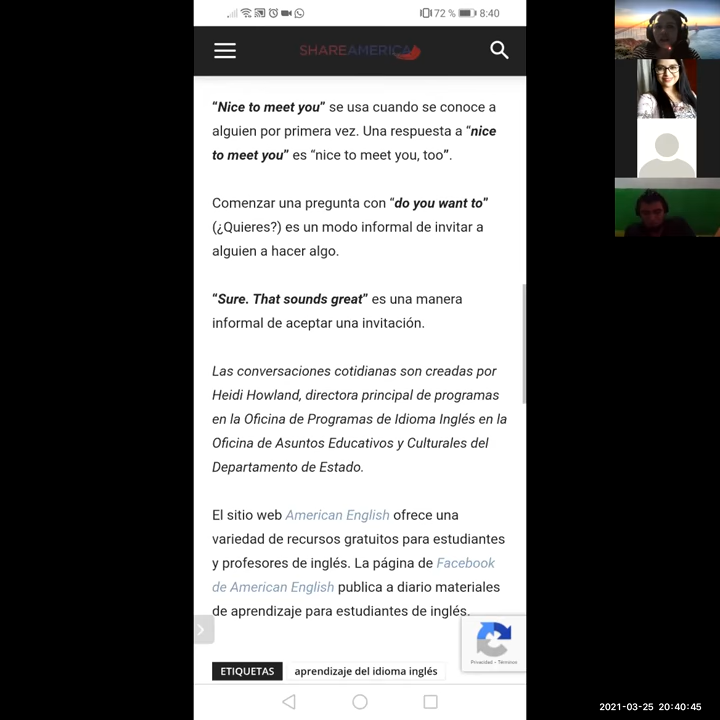 72 % 8:40
SHAREAMERICA
“Nice to meet you” se usa cuando se conoce a
alguien por primera vez. Una respuesta a “nice
to meet you” es “nice to meet you, too”.
Comenzar una pregunta con “do you want to”
(¿Quieres?) es un modo informal de invitar a
alguien a hacer algo.
“Sure. That sounds great” es una manera
informal de aceptar una invitación.
Las conversaciones cotidianas son creadas por
Heidi Howland, directora principal de programas
en la Oficina de Programas de Idioma Inglés en la
Oficina de Asuntos Educativos y Culturales del
Departamento de Estado.
El sitio web American English ofrece una
variedad de recursos gratuitos para estudiantes
y profesores de inglés. La página de Facebook
de American English publica a diario materiales
de aprendizaje para estudiantes de inglés.
Privacidad - Término
ETIQUETAS aprendizaje del idioma inglés
2021-03-25 20:40:45